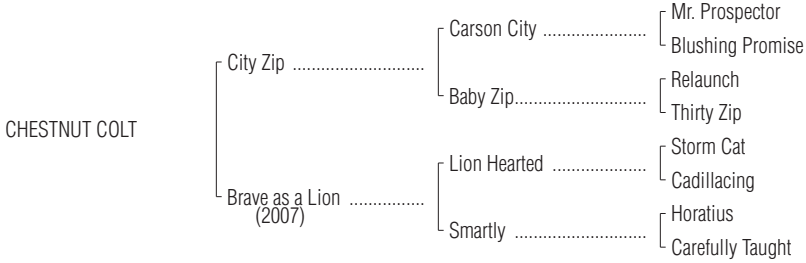 Mr. Prospector
Carson City ......................
Blushing Promise
City Zip ............................
Relaunch
Baby Zip............................
Thirty Zip
CHESTNUT COLT
Storm Cat
Lion Hearted ....................
Cadillacing
Brave as a Lion ................
(2007)
Horatius
Smartly ............................
Carefully Taught